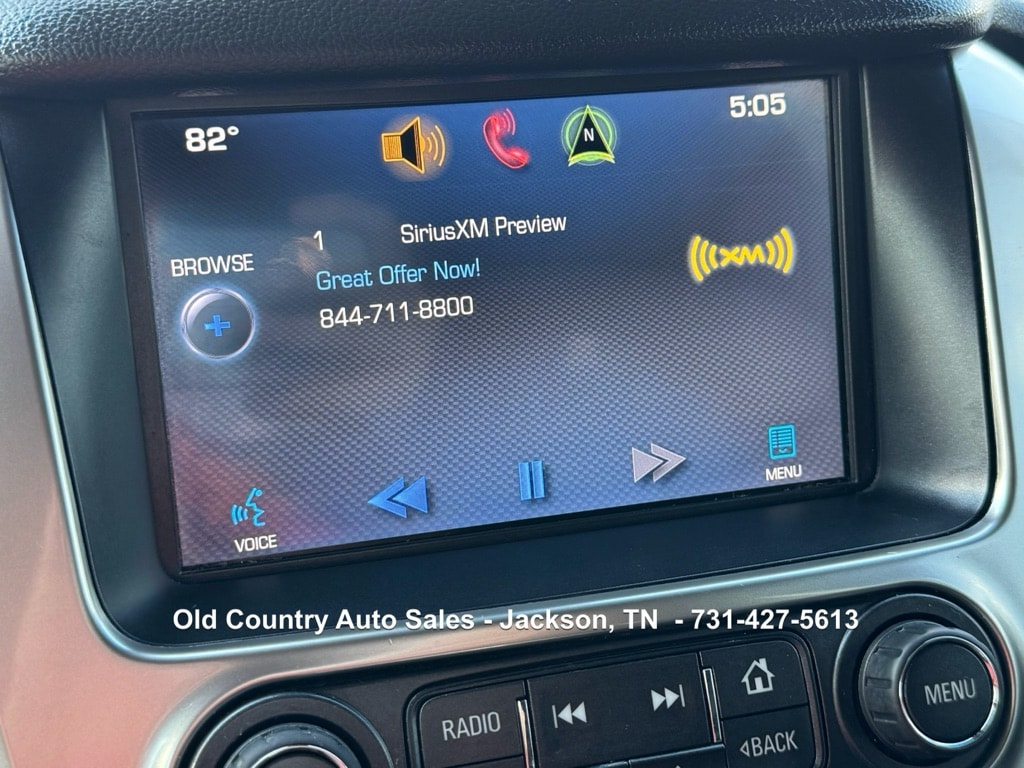 82°
N
5:05
1 SiriusXM Preview
BROWSE
Great Offer Now!
((((XM))))
844-711-8800
VOICE
MENU
Old Country Auto Sales - Jackson, TN - 731-427-5613
RADIO
BACK
MENU